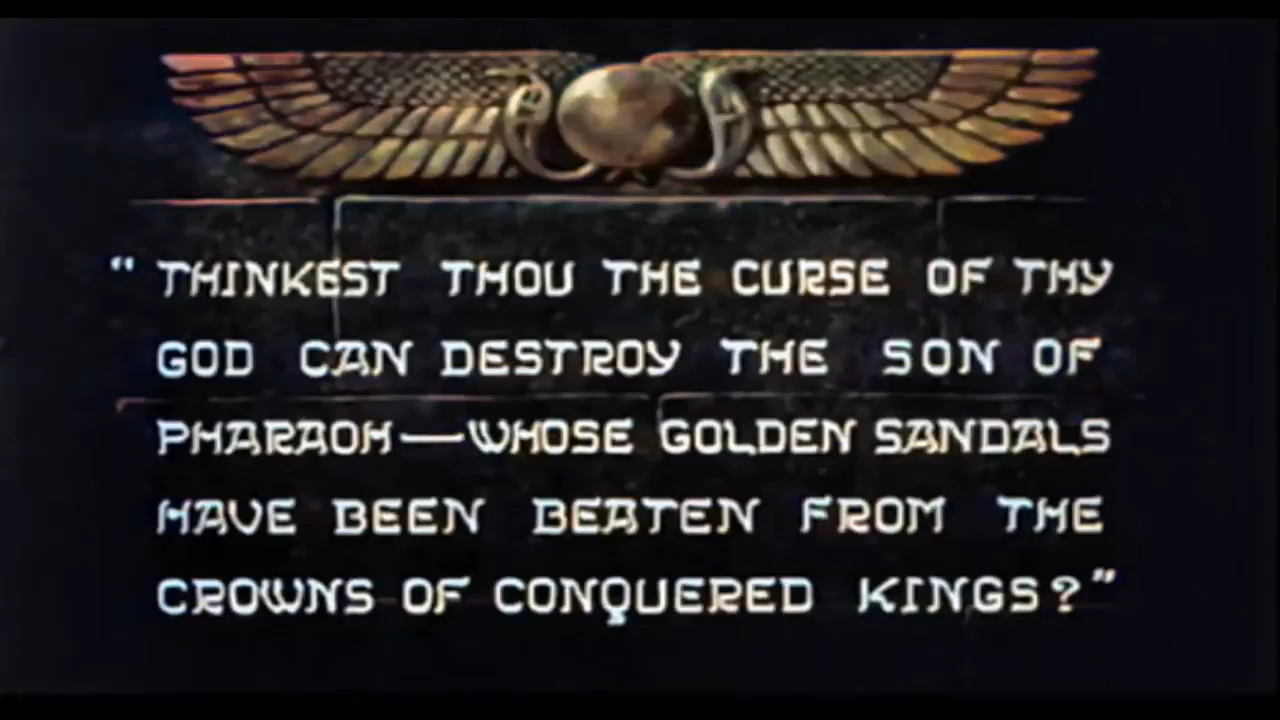 "THINKEST THOU THE CURSE OF THY
GOD CAN DESTROY THE SON OF
PHARAOH—WHOSE GOLDEN SANDALS
HAVE BEEN BEATEN FROM THE
CROWNS OF CONQUERED KINGS?"